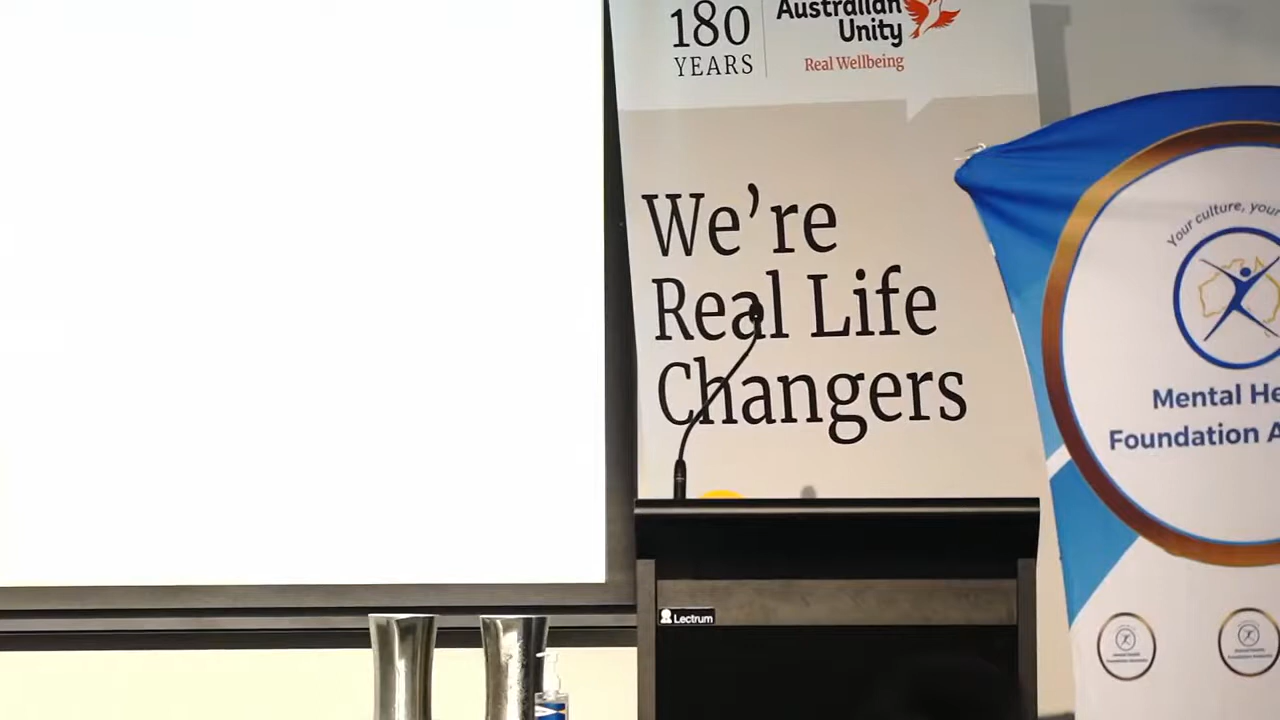 180
YEARS
Australian
Unity
Real Wellbeing
We're
Real Life
Changers
Your culture, your
Mental He
Foundation A
Lectrum